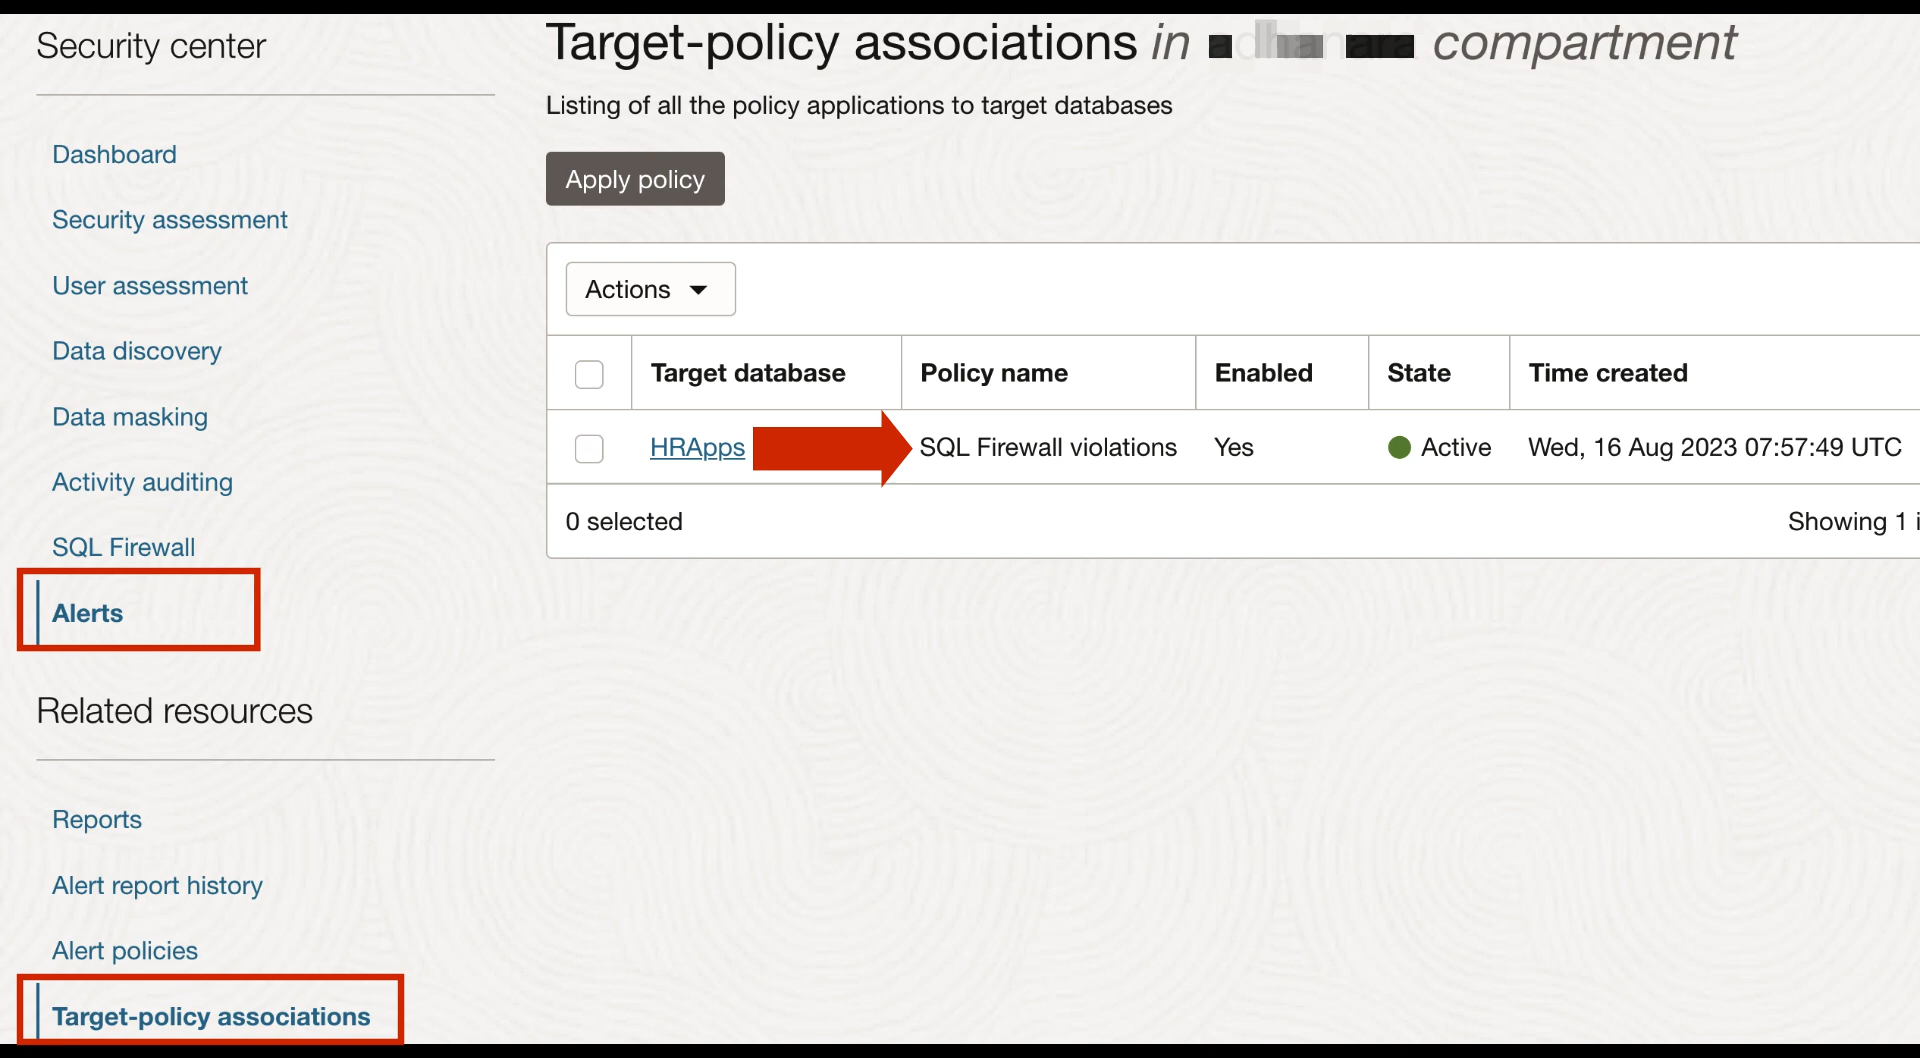 Security center
Dashboard
Security assessment
User assessment
Data discovery
Data masking
Activity auditing
SQL Firewall
Alerts
Related resources
Reports
Alert report history
Alert policies
Target-policy associations
Target-policy associations in compartment
Listing of all the policy applications to target databases
Apply policy
Actions
Target database Policy name Enabled State Time created
HRApps SQL Firewall violations Yes Active Wed, 16 Aug 2023 07:57:49 UTC
0 selected Showing 1